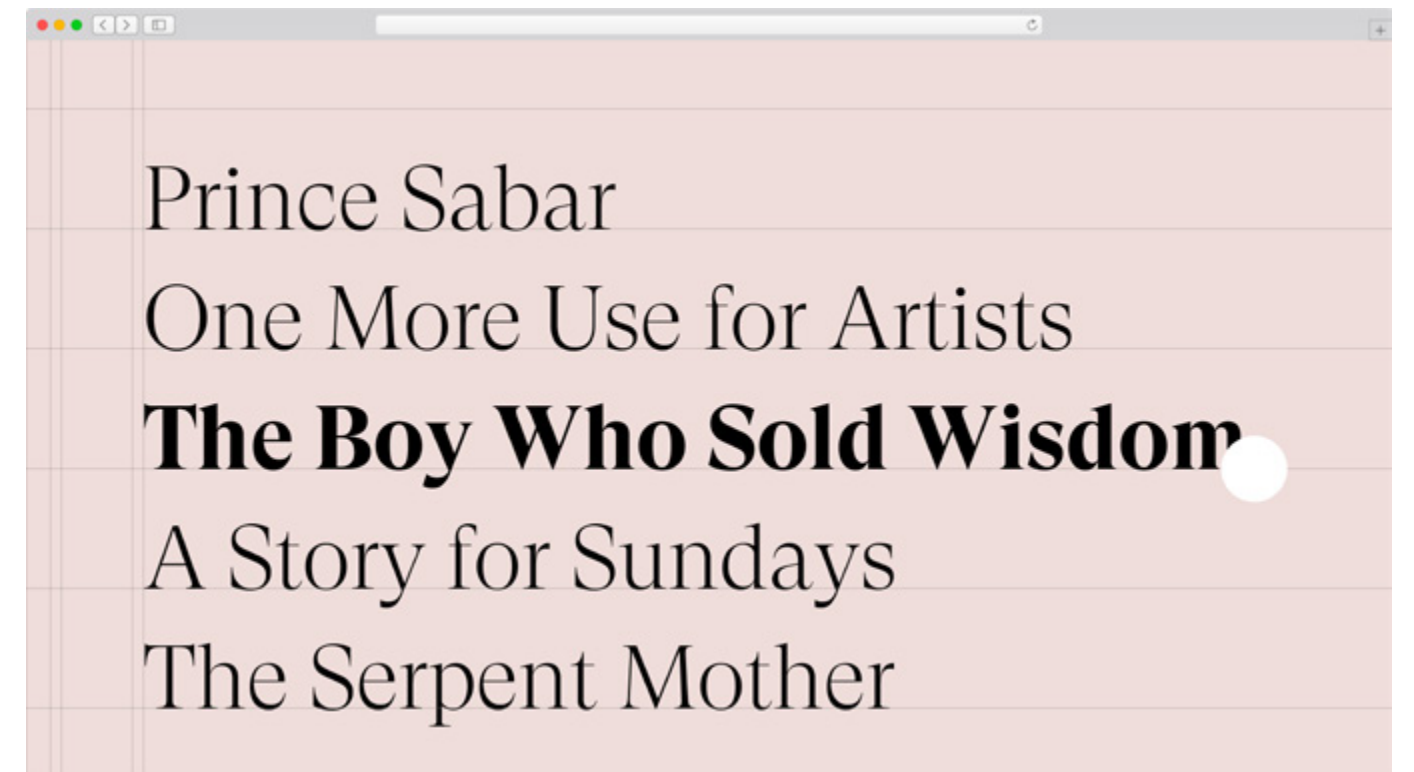 Prince Sabar
One More Use for Artists
The Boy Who Sold Wisdom
A Story for Sundays
The Serpent Mother